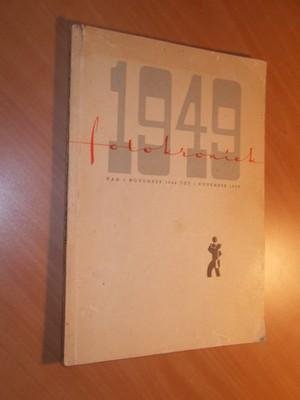 1949
fotokroniek
VAN 1 NOVEMBER 1948 TOT 1 NOVEMBER 1949